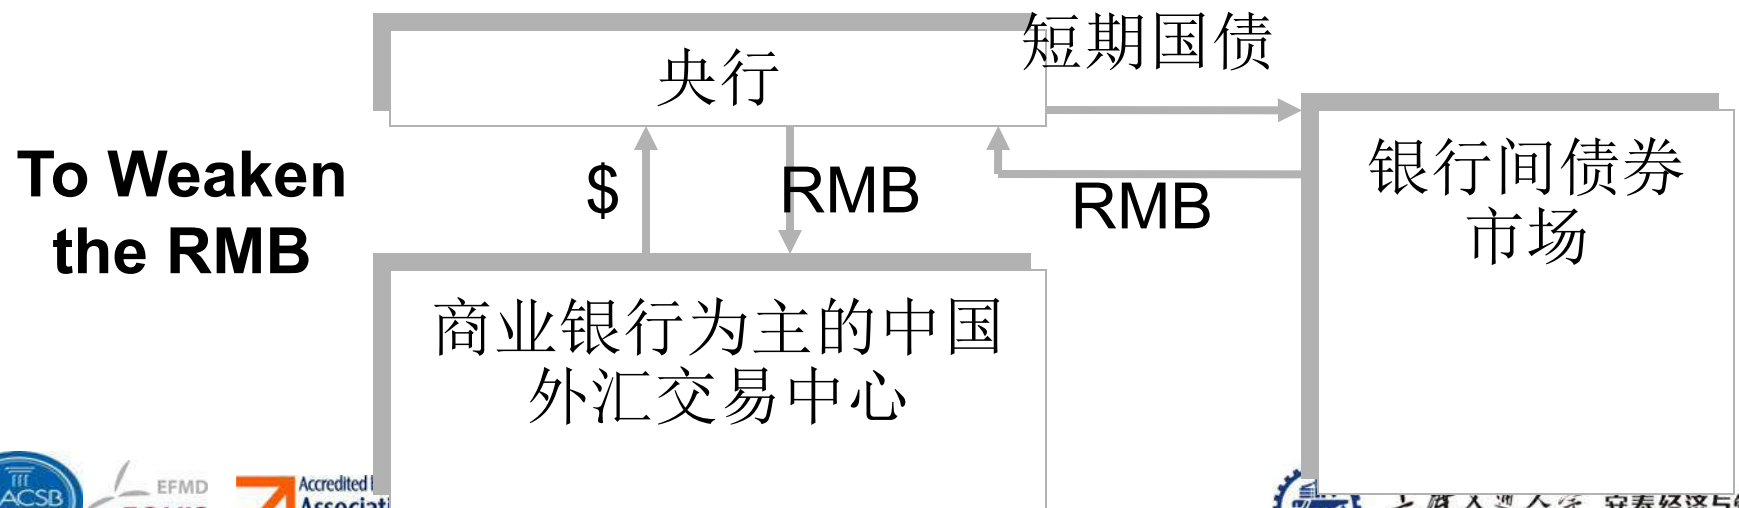 短期国债
央行
To Weaken
the RMB
$
RMB
RMB
银行间债券
市场
商业银行为主的中国
外汇交易中心
ACSB
EFMD
Accredited